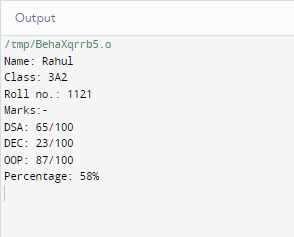 Output
/tmp/BehaXqrrb5.o
Name: Rahul
Class: 3A2
Roll no.: 1121
Marks:-
DSA: 65/100
DEC: 23/100
OOP: 87/100
Percentage: 58%